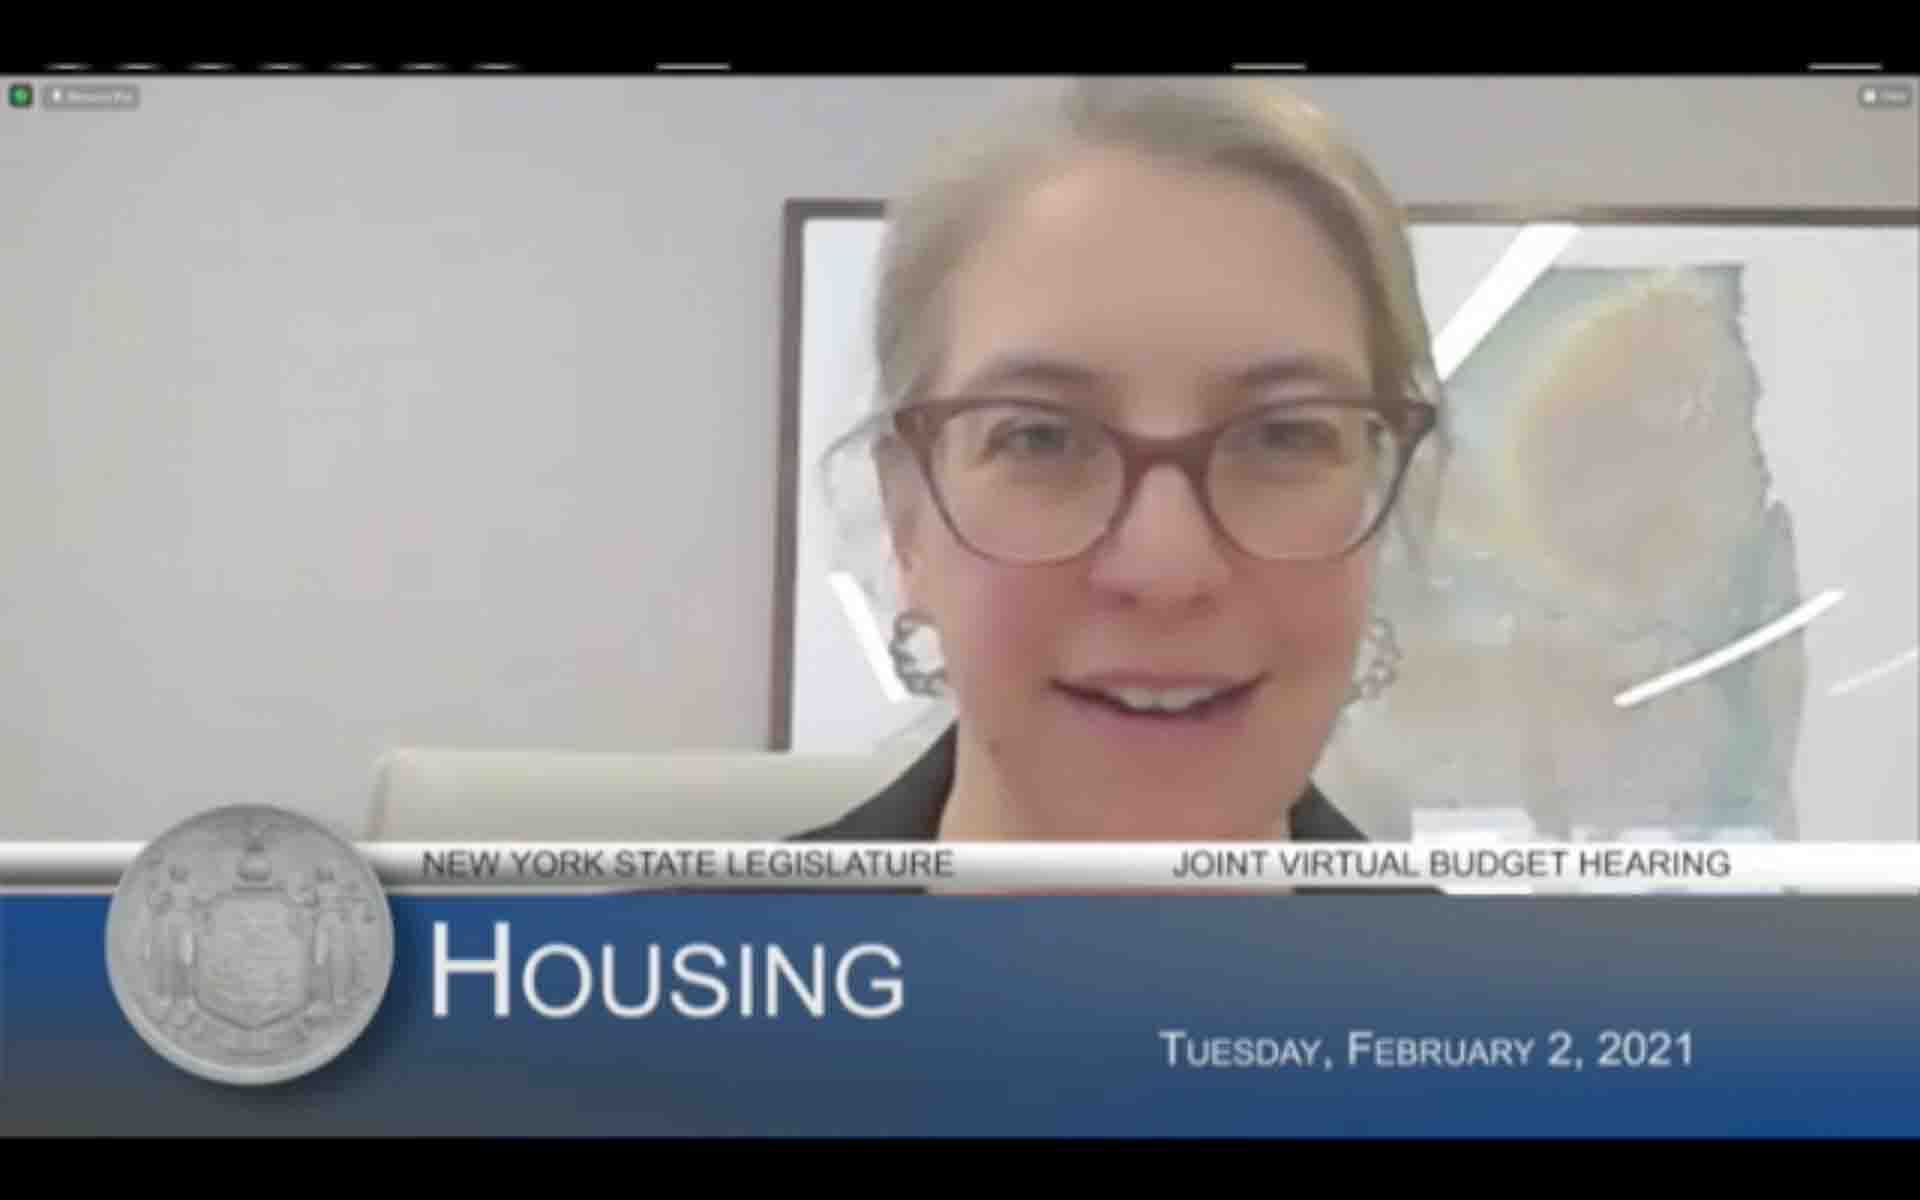 NEW YORK STATE LEGISLATURE
JOINT VIRTUAL BUDGET HEARING
HOUSING
TUESDAY, FEBRUARY 2, 2021